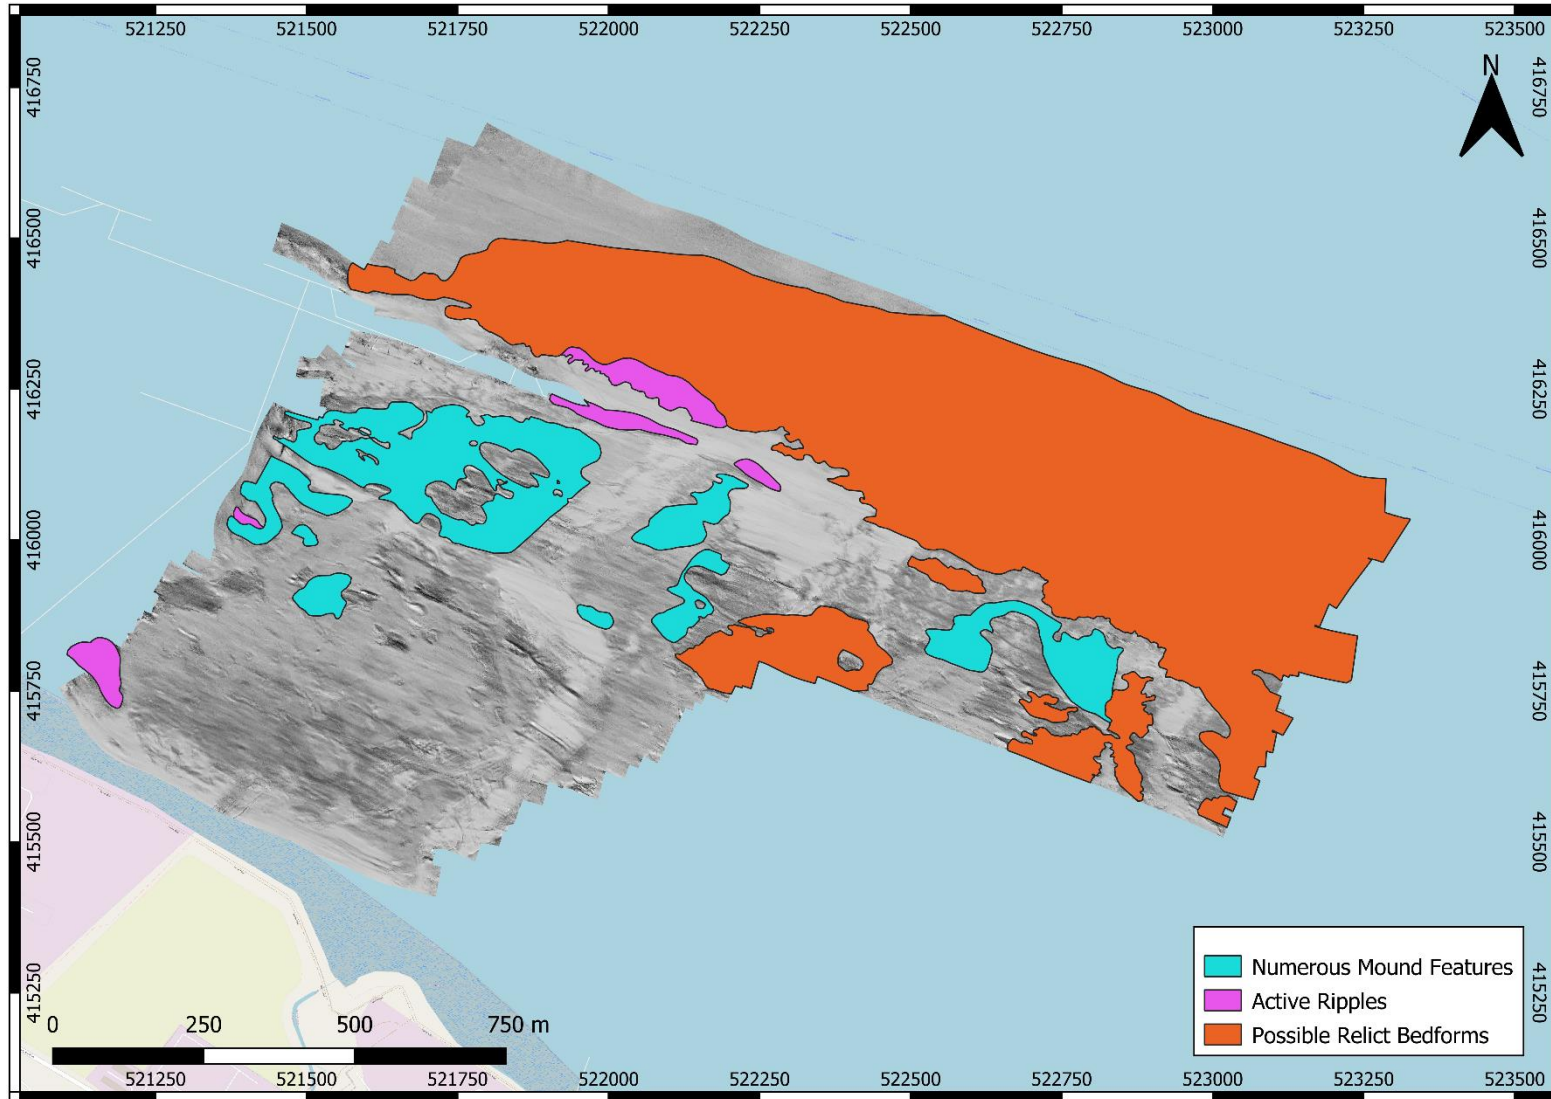 521250 521500 521750 522000 522250 522500 522750 523000 523250 523500
N
416750 416750
416500 416500
416250 416250
416000 416000
415750 415750
415500 415500
415250 415250
Numerous Mound Features
Active Ripples
Possible Relict Bedforms
0 250 500 750 m
521250 521500 521750 522000 522250 522500 522750 523000 523250 523500